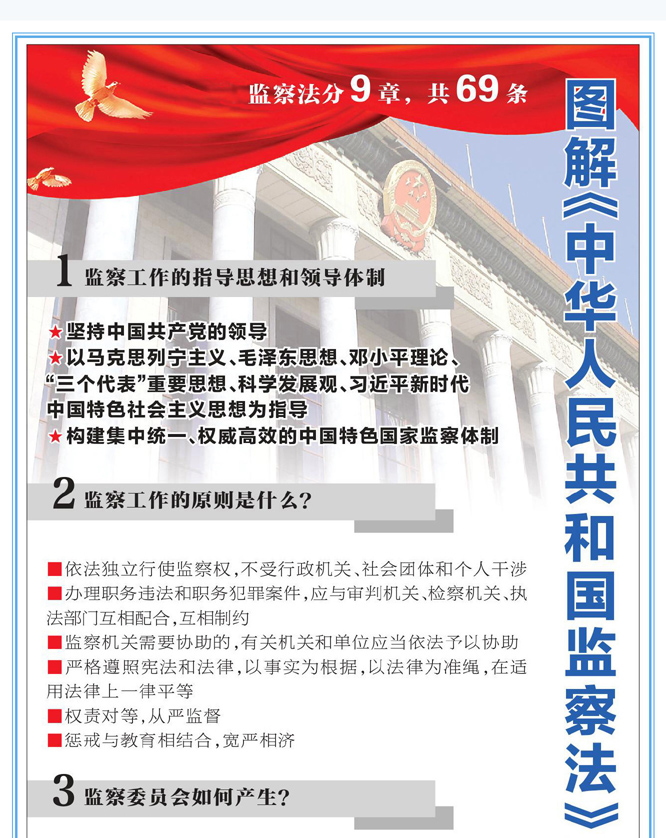 监察法分9章，共69条
图解《中华人民共和国监察法》
1 监察工作的指导思想和领导体制
★坚持中国共产党的领导
★以马克思列宁主义、毛泽东思想、邓小平理论、
“三个代表”重要思想、科学发展观、习近平新时代
中国特色社会主义思想为指导
★构建集中统一、权威高效的中国特色国家监察体制
2 监察工作的原则是什么？
■依法独立行使监察权，不受行政机关、社会团体和个人干涉
■办理职务违法和职务犯罪案件，应与审判机关、检察机关、执
法部门互相配合，互相制约
■监察机关需要协助的，有关机关和单位应当依法予以协助
■严格遵照宪法和法律，以事实为根据，以法律为准绳，在适
用法律上一律平等
■权责对等，从严监督
■惩戒与教育相结合，宽严相济
3 监察委员会如何产生？